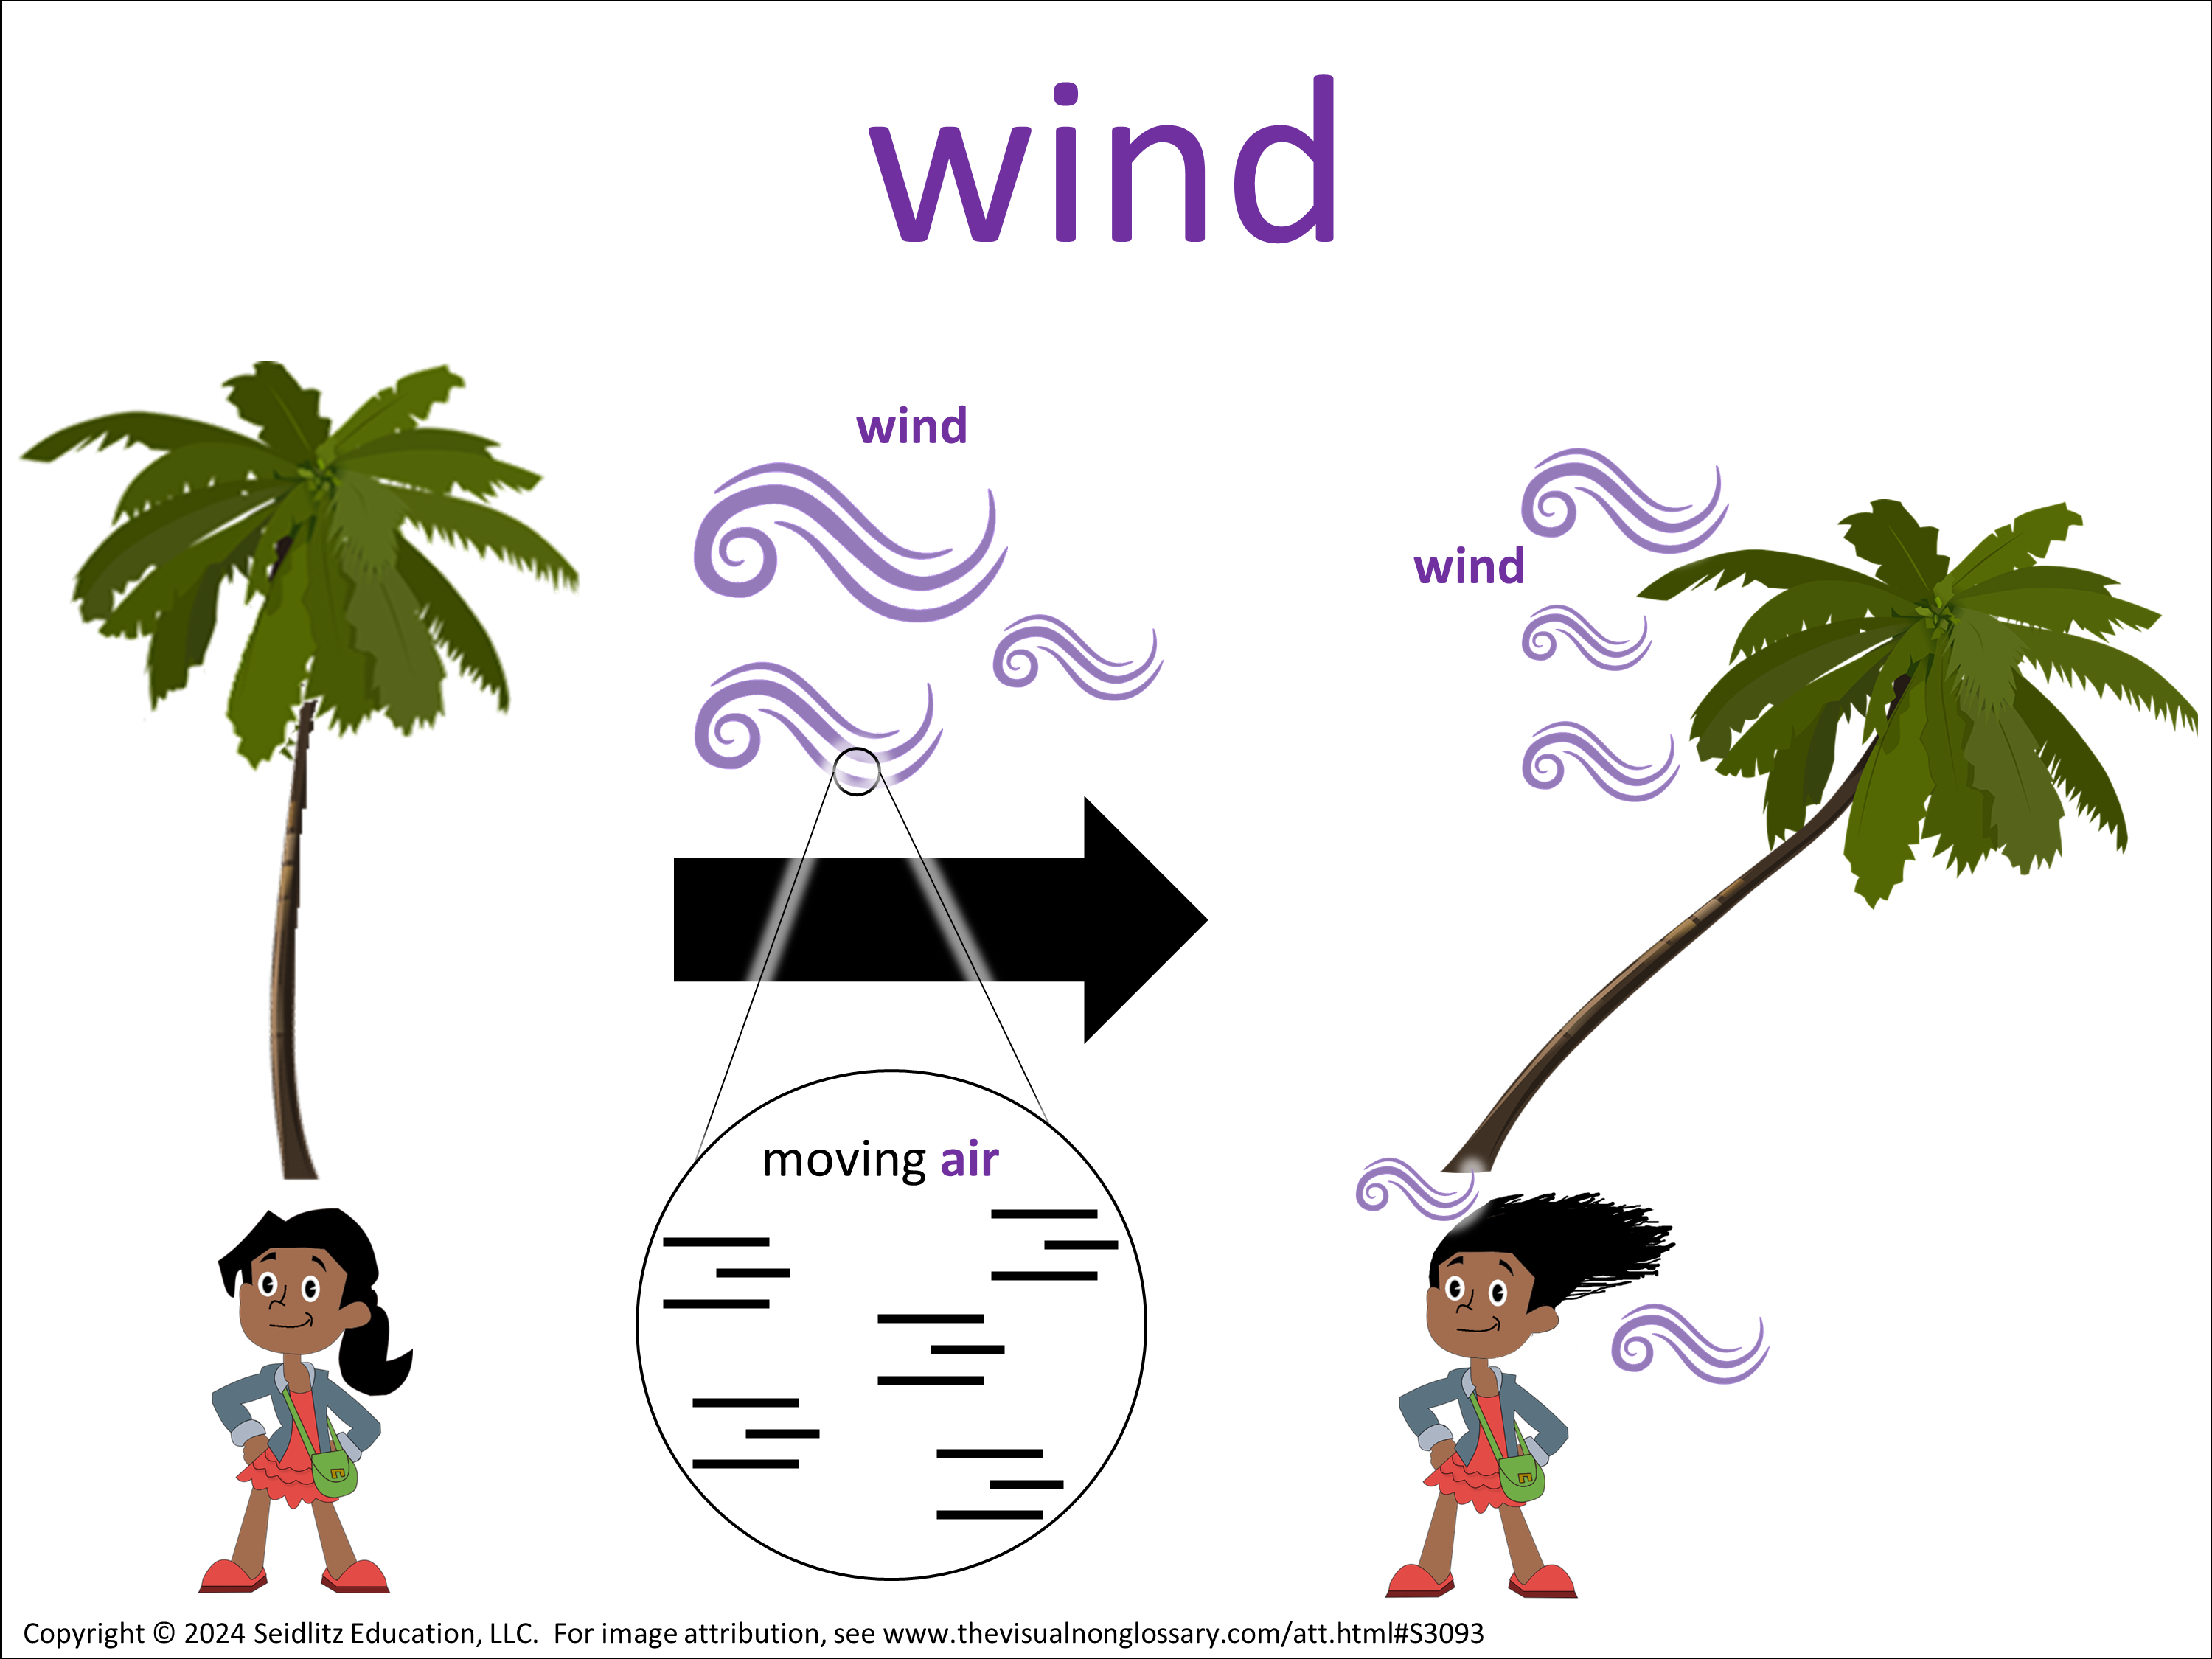 wind
wind
wind
moving air
Copyright © 2024 Seidlitz Education, LLC.  For image attribution, see www.thevisualnonglossary.com/att.html#S3093